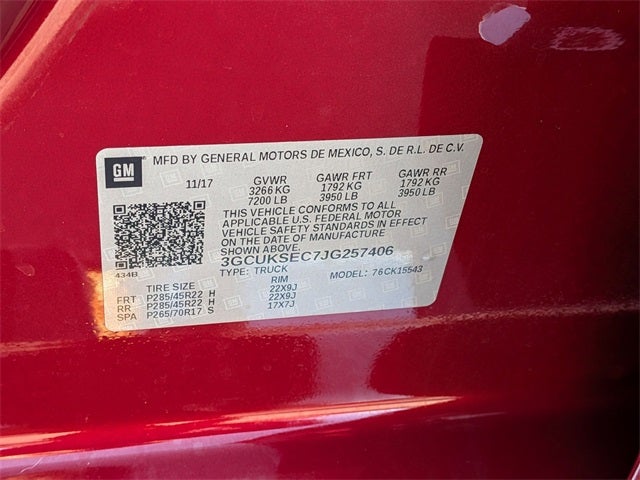 GM
MFD BY GENERAL MOTORS DE MEXICO, S. DE R.L. DE C.V.
11/17 GVWR GAWR FRT GAWR RR
3266 KG 1792 KG 1792 KG
7200 LB 3950 LB 3950 LB
THIS VEHICLE CONFORMS TO ALL
APPLICABLE U.S. FEDERAL MOTOR
VEHICLE SAFETY STANDARDS IN EFFECT
ON THE DATE OF MANUFACTURE SHOWN
ABOVE.
3GCUKSEC7JG257406
434B TYPE: TRUCK MODEL: 76CK15543
TIRE SIZE RIM
FRT P285/45R22 H 22X9J
RR P285/45R22 H 22X9J
SPA P265/70R17 S 17X7J